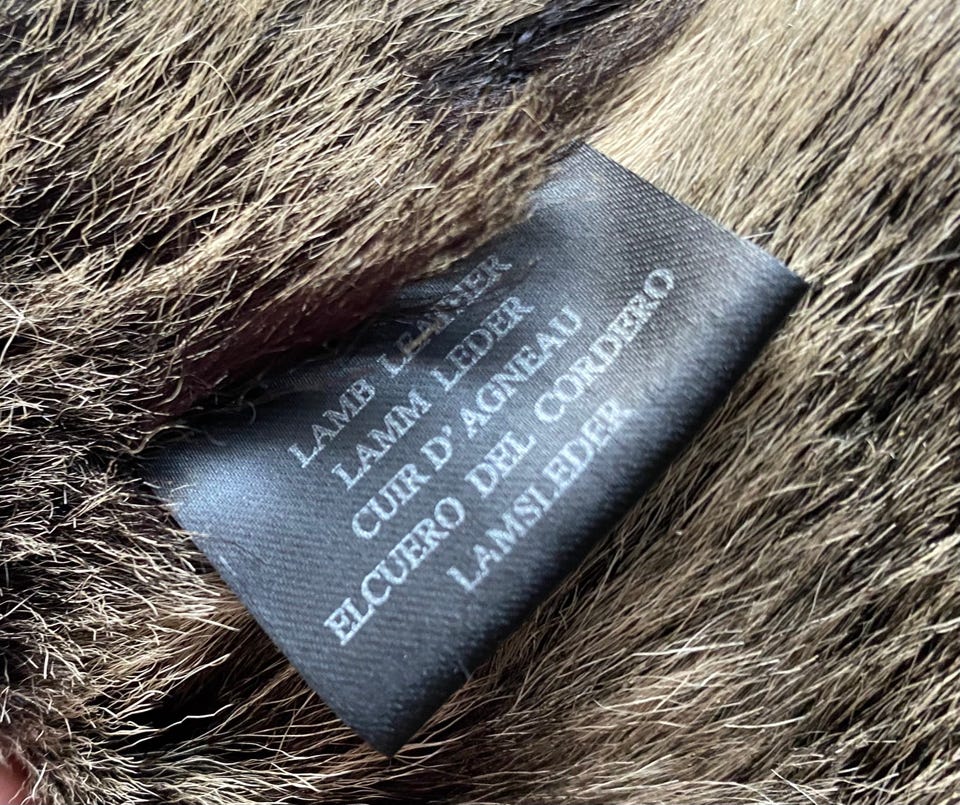 LAMB LEATHER
LAMM LEDER
CUIR D' AGNEAU
ELCUERO DEL CORDERO
LAMSLEDER